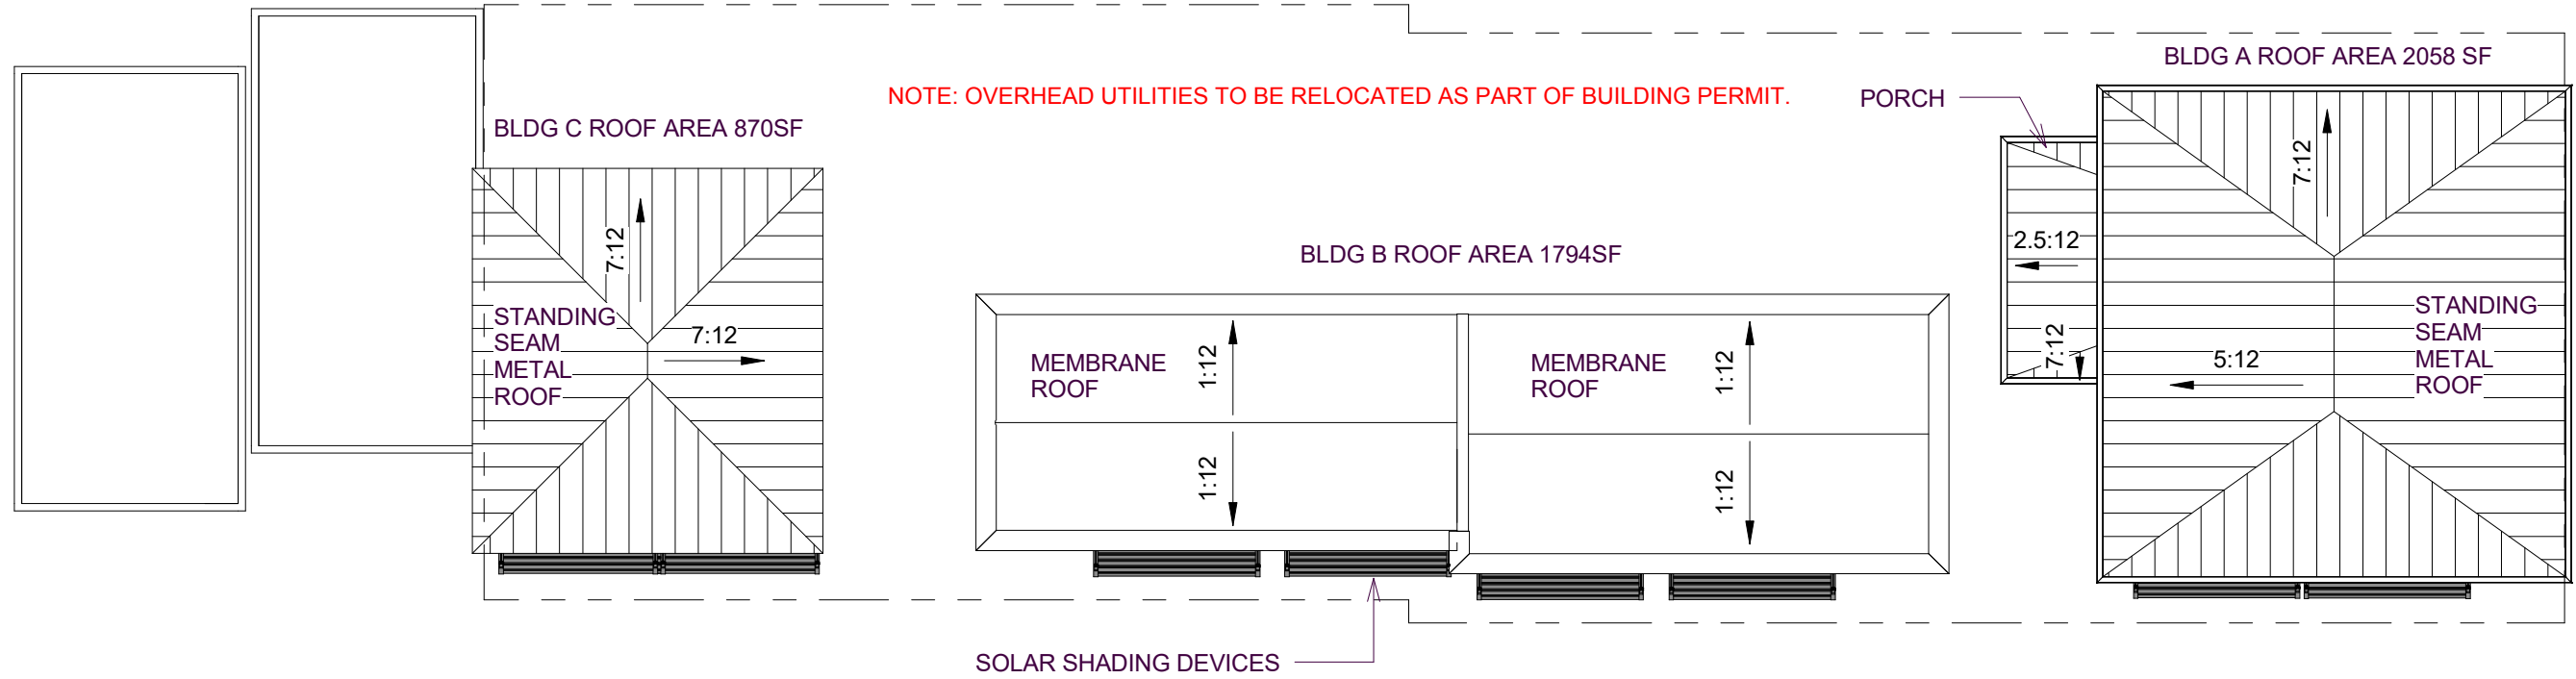 BLDG A ROOF AREA 2058 SF
NOTE: OVERHEAD UTILITIES TO BE RELOCATED AS PART OF BUILDING PERMIT.
PORCH
BLDG C ROOF AREA 870SF
7:12
7:12
2.5:12
7:12
BLDG B ROOF AREA 1794SF
STANDING
SEAM
METAL
ROOF
7:12
MEMBRANE
ROOF
1:12
1:12
MEMBRANE
ROOF
1:12
1:12
5:12
STANDING
SEAM
METAL
ROOF
SOLAR SHADING DEVICES